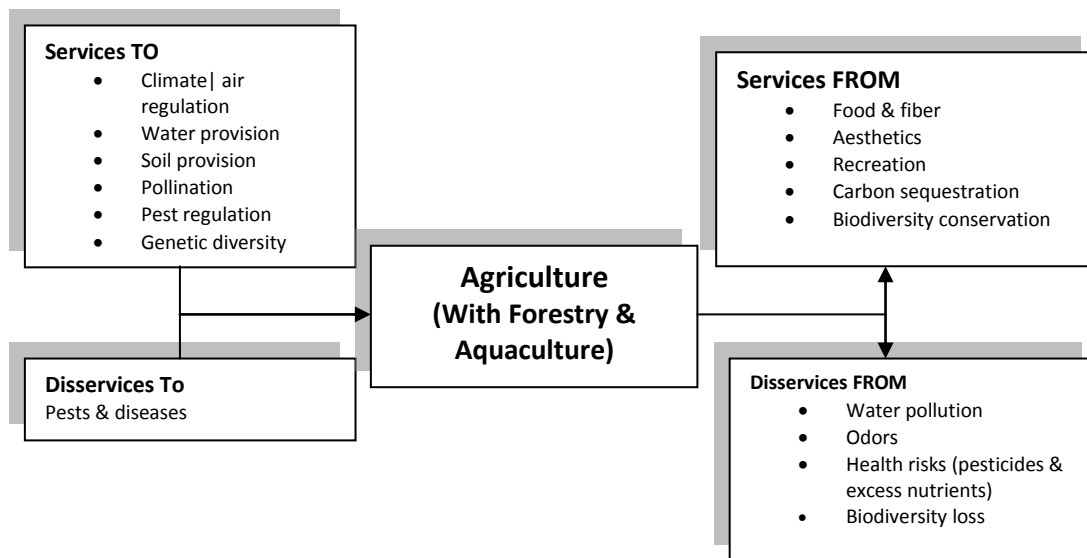 Services TO
• Climate| air
regulation
• Water provision
• Soil provision
• Pollination
• Pest regulation
• Genetic diversity
Disservices To
Pests & diseases
Agriculture
(With Forestry &
Aquaculture)
Services FROM
• Food & fiber
• Aesthetics
• Recreation
• Carbon sequestration
• Biodiversity conservation
Disservices FROM
• Water pollution
• Odors
• Health risks (pesticides &
excess nutrients)
• Biodiversity loss